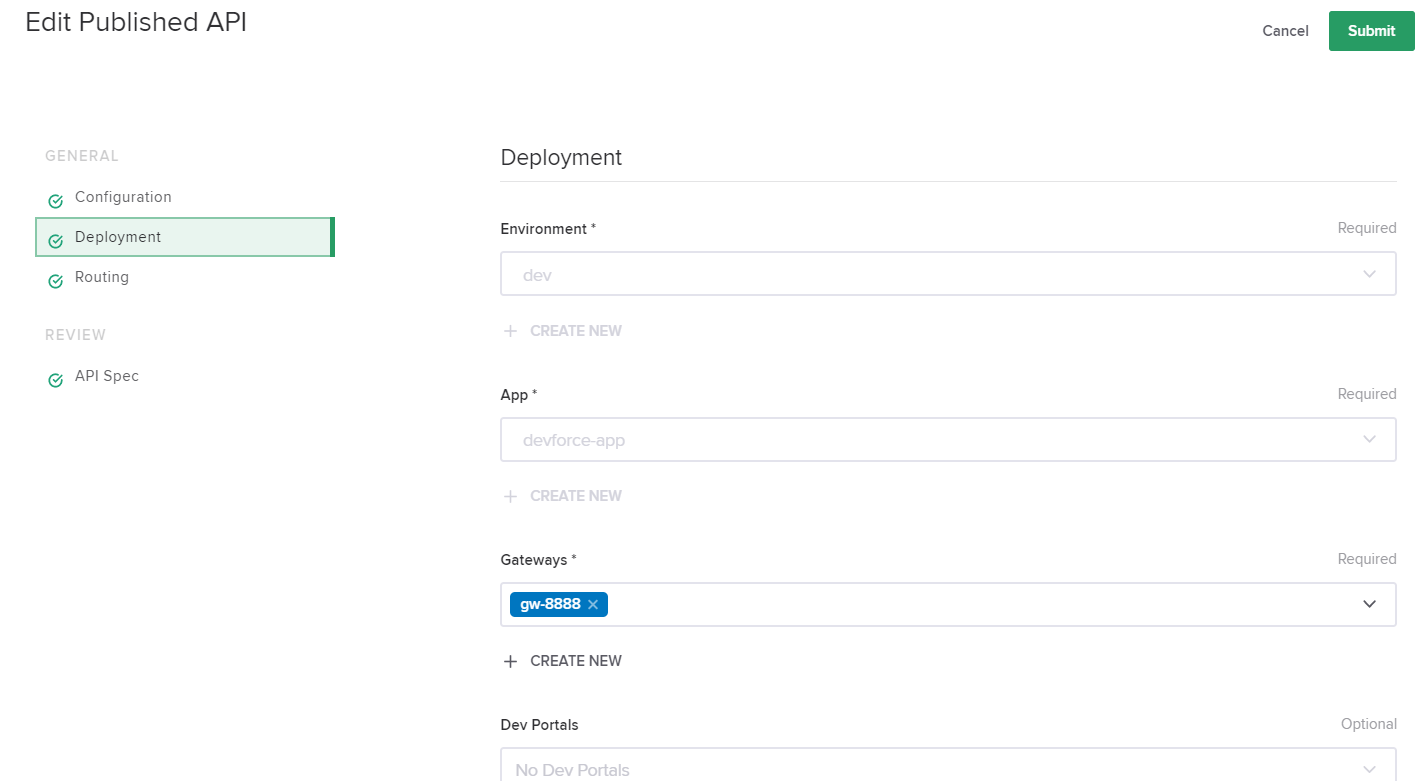 Edit Published API
Cancel
Submit
GENERAL
Configuration
Deployment
Routing
REVIEW
API Spec
Deployment
Environment *
Required
dev
CREATE NEW
App *
Required
devforce-app
CREATE NEW
Gateways *
Required
gw-8888
CREATE NEW
Dev Portals
Optional
No Dev Portals